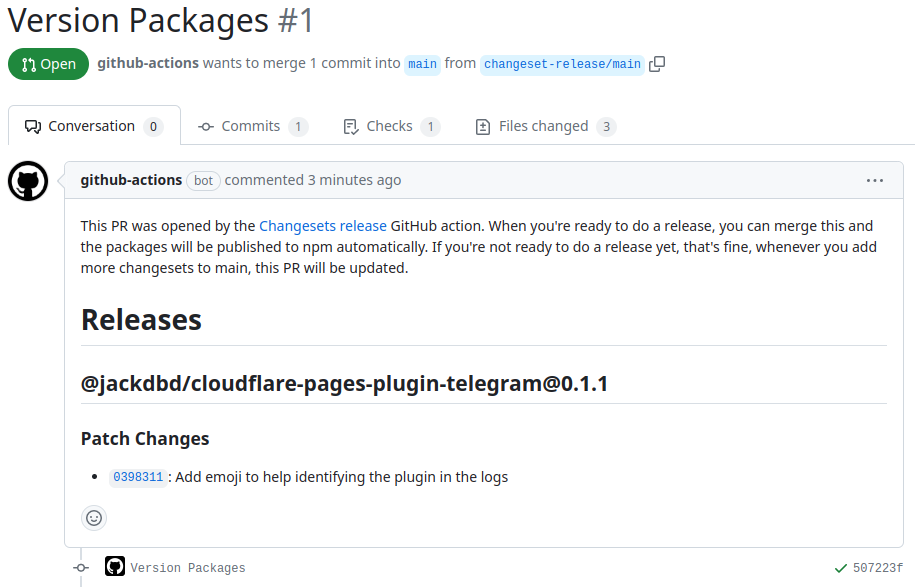 Version Packages #1
Open github-actions wants to merge 1 commit into main from changeset-release/main
Conversation 0 Commits 1 Checks 1 Files changed 3
github-actions bot commented 3 minutes ago
This PR was opened by the Changesets release GitHub action. When you're ready to do a release, you can merge this and
the packages will be published to npm automatically. If you're not ready to do a release yet, that's fine, whenever you add
more changesets to main, this PR will be updated.
Releases
@jackdbd/cloudflare-pages-plugin-telegram@0.1.1
Patch Changes
• 0398311: Add emoji to help identifying the plugin in the logs
Version Packages 507223f